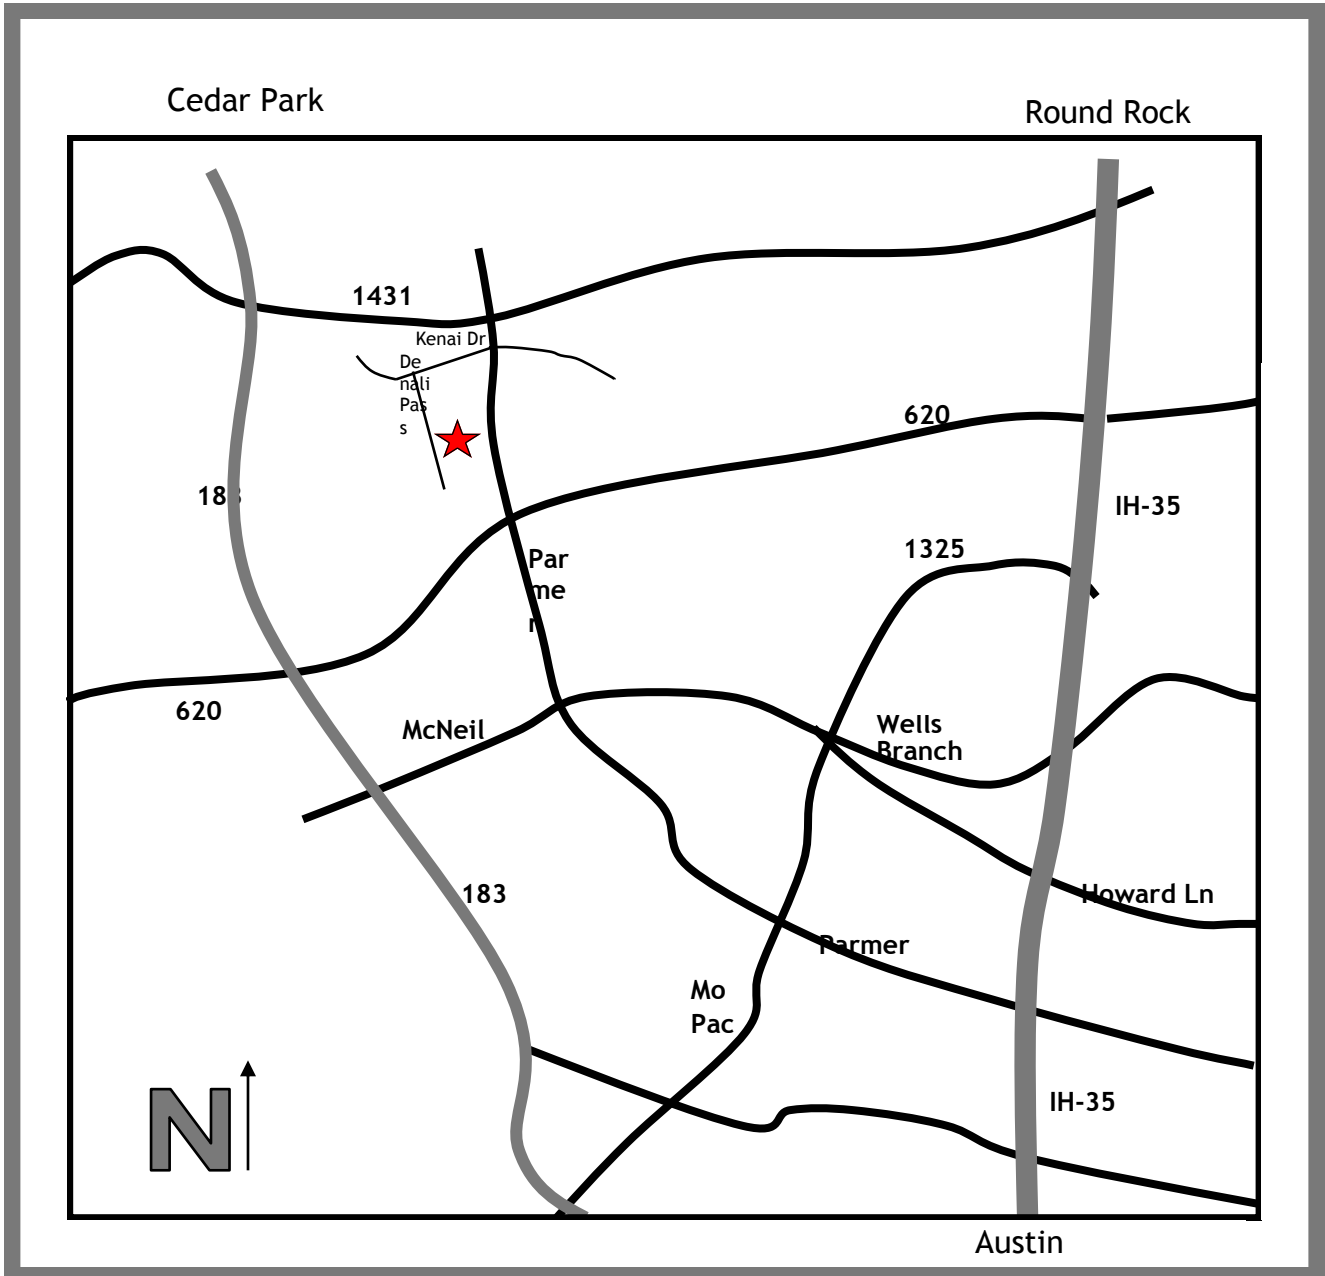 Cedar Park
Round Rock
1431
Kenai Dr
De
nali
Pas
s
620
183
IH-35
1325
Par
me
r
620
McNeil
Wells
Branch
183
Howard Ln
Parmer
Mo
Pac
N
IH-35
Austin